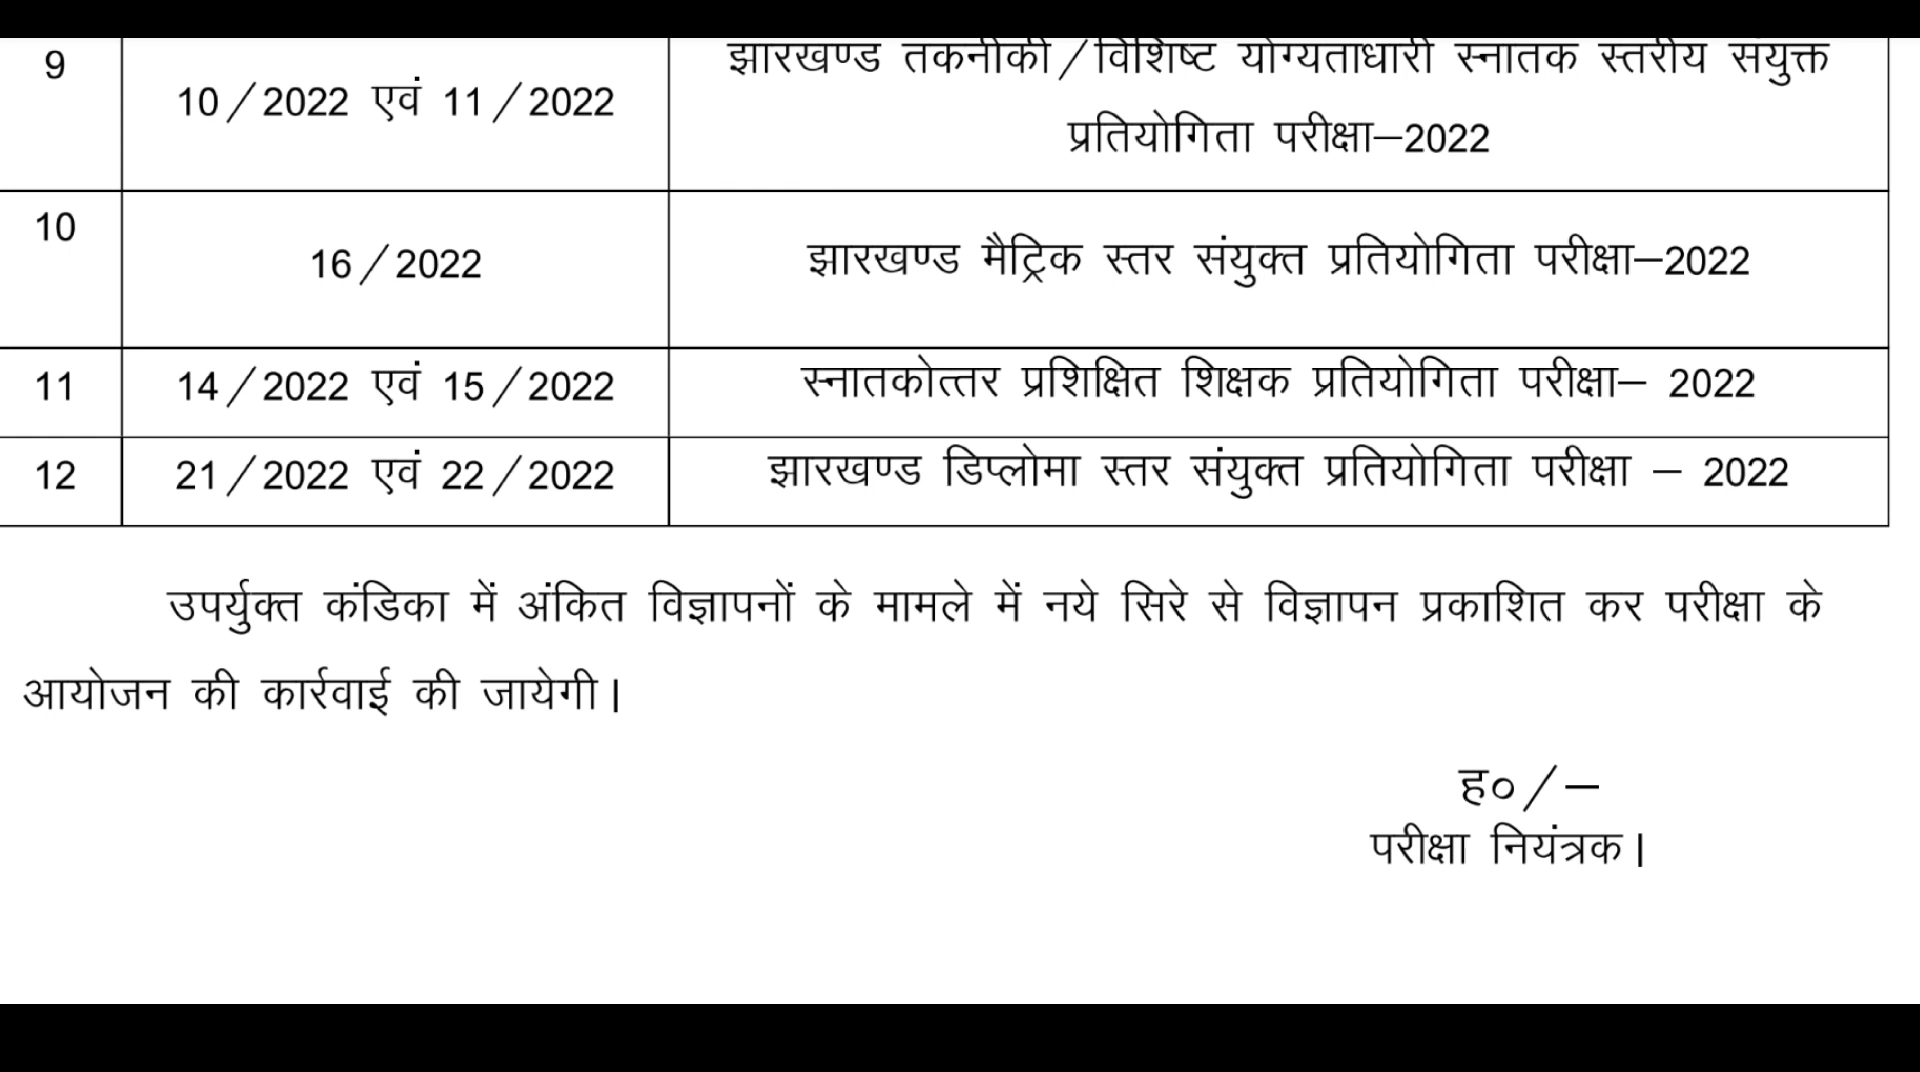 9
10/2022 एवं 11/2022
झारखण्ड तकनीकी/विशिष्ट योग्यताधारी स्नातक स्तरीय संयुक्त
प्रतियोगिता परीक्षा–2022
10
16/2022
झारखण्ड मैट्रिक स्तर संयुक्त प्रतियोगिता परीक्षा–2022
11
14/2022 एवं 15/2022
स्नातकोत्तर प्रशिक्षित शिक्षक प्रतियोगिता परीक्षा– 2022
12
21/2022 एवं 22/2022
झारखण्ड डिप्लोमा स्तर संयुक्त प्रतियोगिता परीक्षा – 2022
उपर्युक्त कंडिका में अंकित विज्ञापनों के मामले में नये सिरे से विज्ञापन प्रकाशित कर परीक्षा के
आयोजन की कार्रवाई की जायेगी।
ह०/–
परीक्षा नियंत्रक।